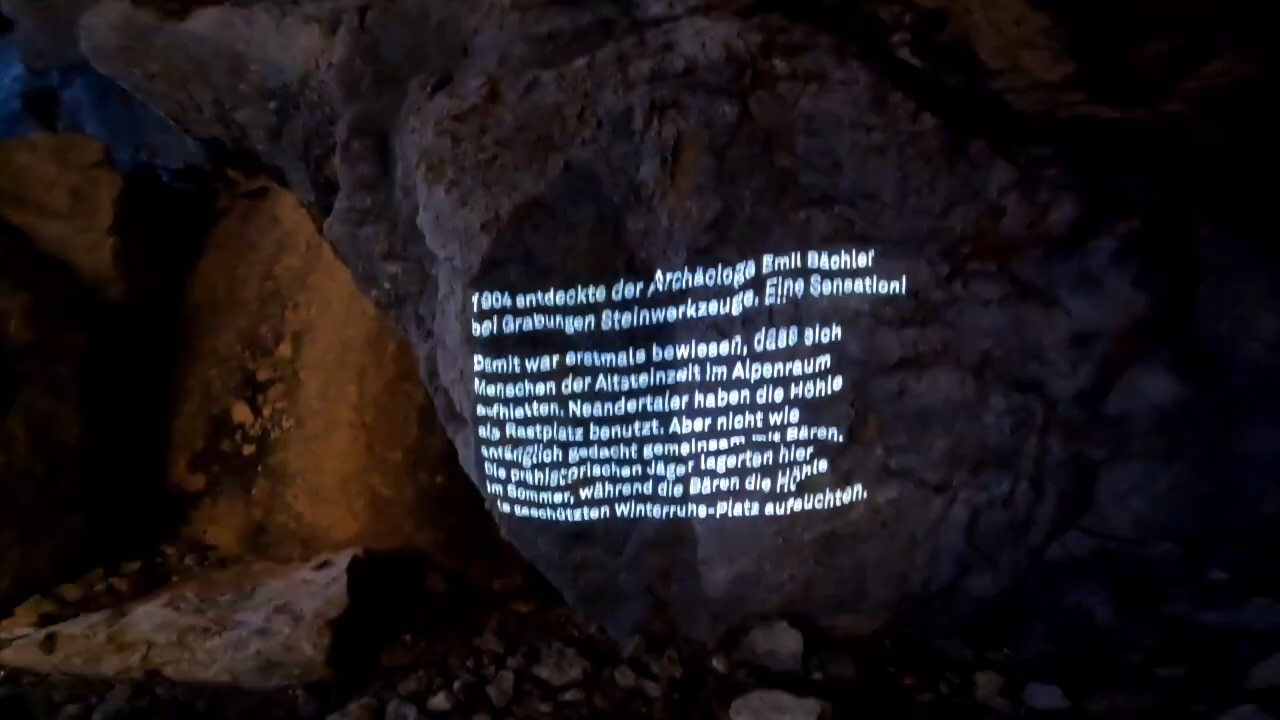 1904 entdeckte der Archäologe Emil Bächler
bei Grabungen Steinwerkzeuge. Eine Sensation!
Damit war erstmals bewiesen, dass sich
Menschen der Altsteinzeit im Alpenraum
aufhielten. Neandertaler haben die Höhle
als Rastplatz benutzt. Aber nicht wie
anfänglich gedacht gemeinsam mit Bären.
Die prähistorischen Jäger lagerten hier
im Sommer, während die Bären die Höhle
als geschützten Winterruhe-Platz aufsuchten.